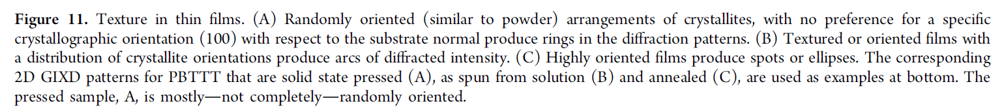 Figure 11. Texture in thin films. (A) Randomly oriented (similar to powder) arrangements of crystallites, with no preference for a specific
crystallographic orientation (100) with respect to the substrate normal produce rings in the diffraction patterns. (B) Textured or oriented films with
a distribution of crystallite orientations produce arcs of diffracted intensity. (C) Highly oriented films produce spots or ellipses. The corresponding
2D GIXD patterns for PBTTT that are solid state pressed (A), as spun from solution (B) and annealed (C), are used as examples at bottom. The
pressed sample, A, is mostly—not completely—randomly oriented.